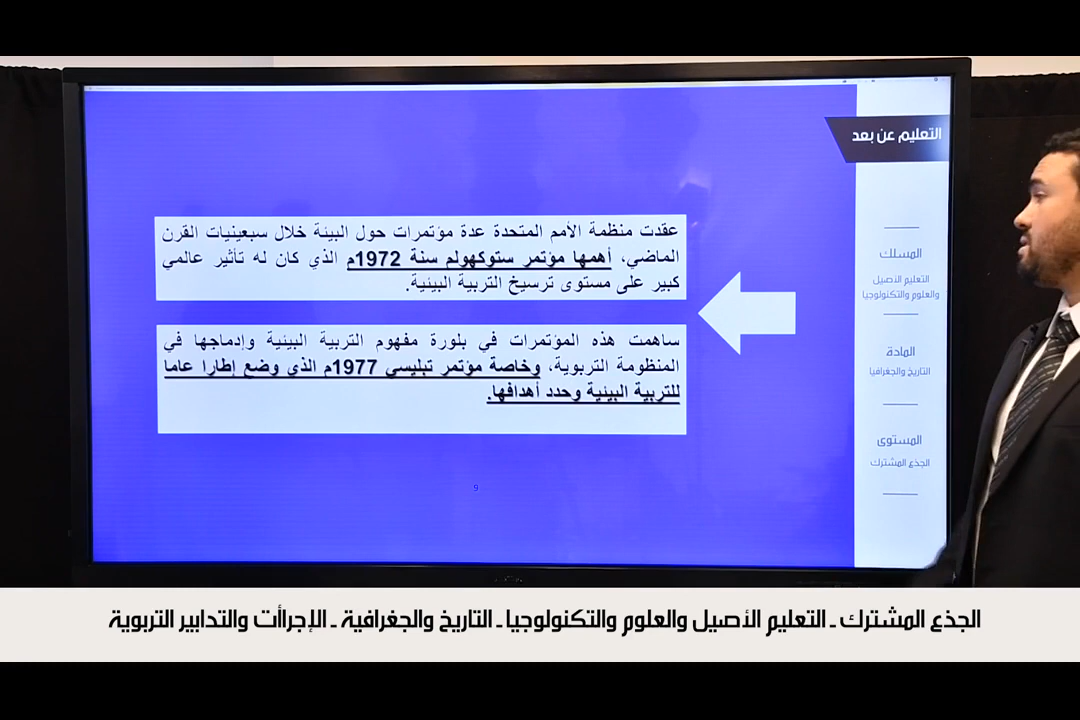 التعليم عن بعد
المسلك
التعليم الأصيل
والعلوم والتكنولوجيا
المادة
التاريخ والجغرافيا
المستوى
الجذع المشترك
عقدت منظمة الأمم المتحدة عدة مؤتمرات حول البيئة خلال سبعينيات القرن
الماضي، أهمها مؤتمر ستوكهولم سنة 1972م الذي كان له تأثير عالمي
كبير على مستوى ترسيخ التربية البيئية.
ساهمت هذه المؤتمرات في بلورة مفهوم التربية البيئية وإدماجها في
المنظومة التربوية، وخاصة مؤتمر تبليسي 1977م الذي وضع إطارا عاما
للتربية البيئية وحدد أهدافها.
9
الجذع المشترك - التعليم الأصيل والعلوم والتكنولوجيا - التاريخ والجغرافية - الإجراأت والتدابير التربوية